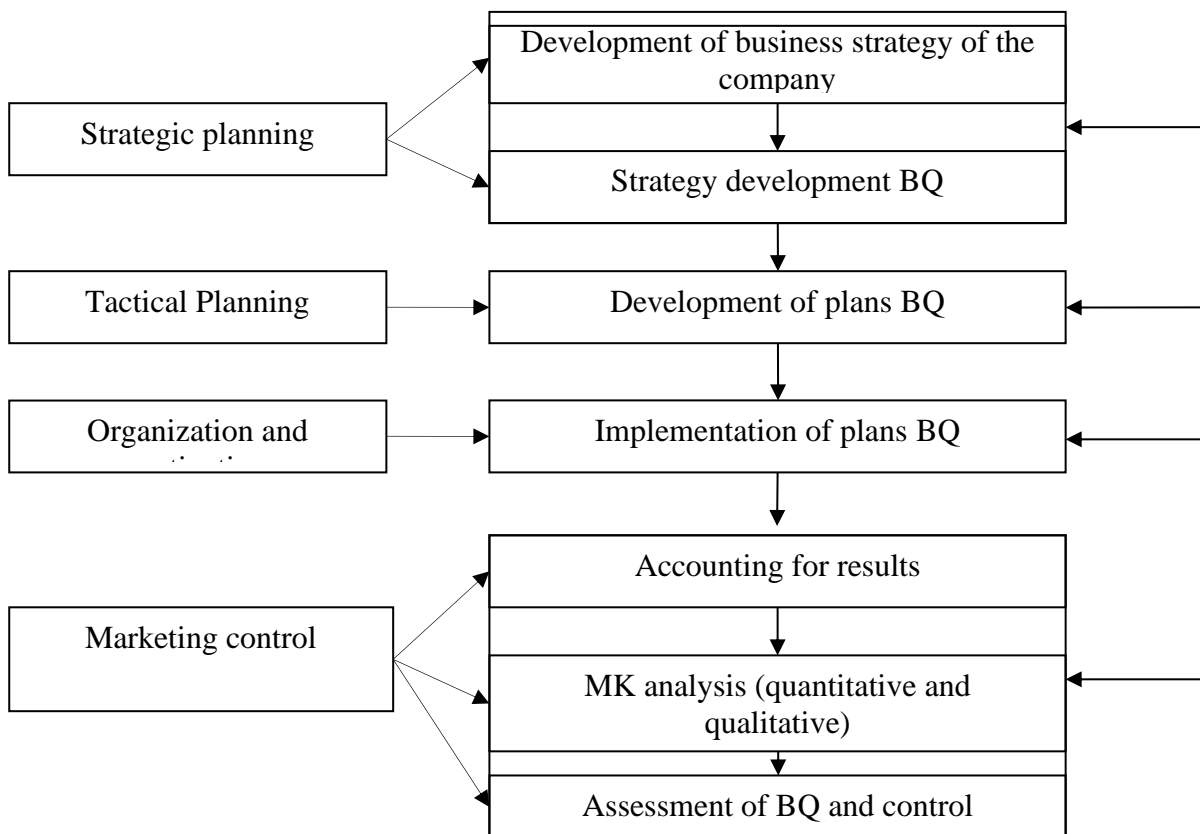 Development of business strategy of the
company
Strategic planning
Strategy development BQ
Tactical Planning
Development of plans BQ
Organization and
Implementation of plans BQ
Accounting for results
Marketing control
MK analysis (quantitative and
qualitative)
Assessment of BQ and control